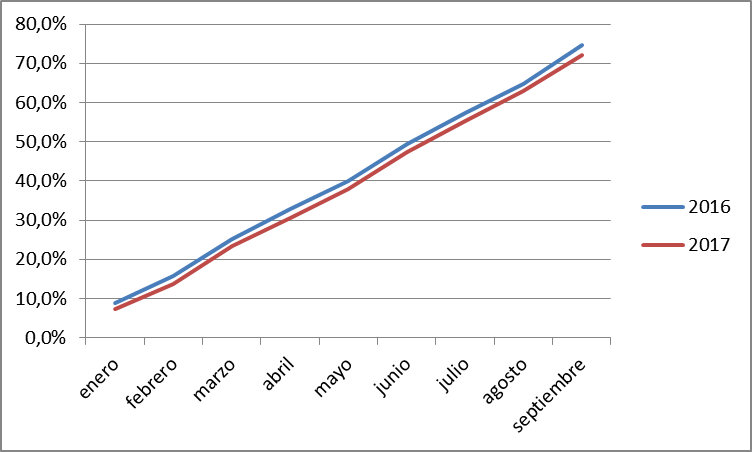 80,0%
70,0%
60,0%
50,0%
40,0%
30,0%
20,0%
10,0%
0,0%
enero
febrero
marzo
abril
mayo
junio
julio
agosto
septiembre
2016
2017